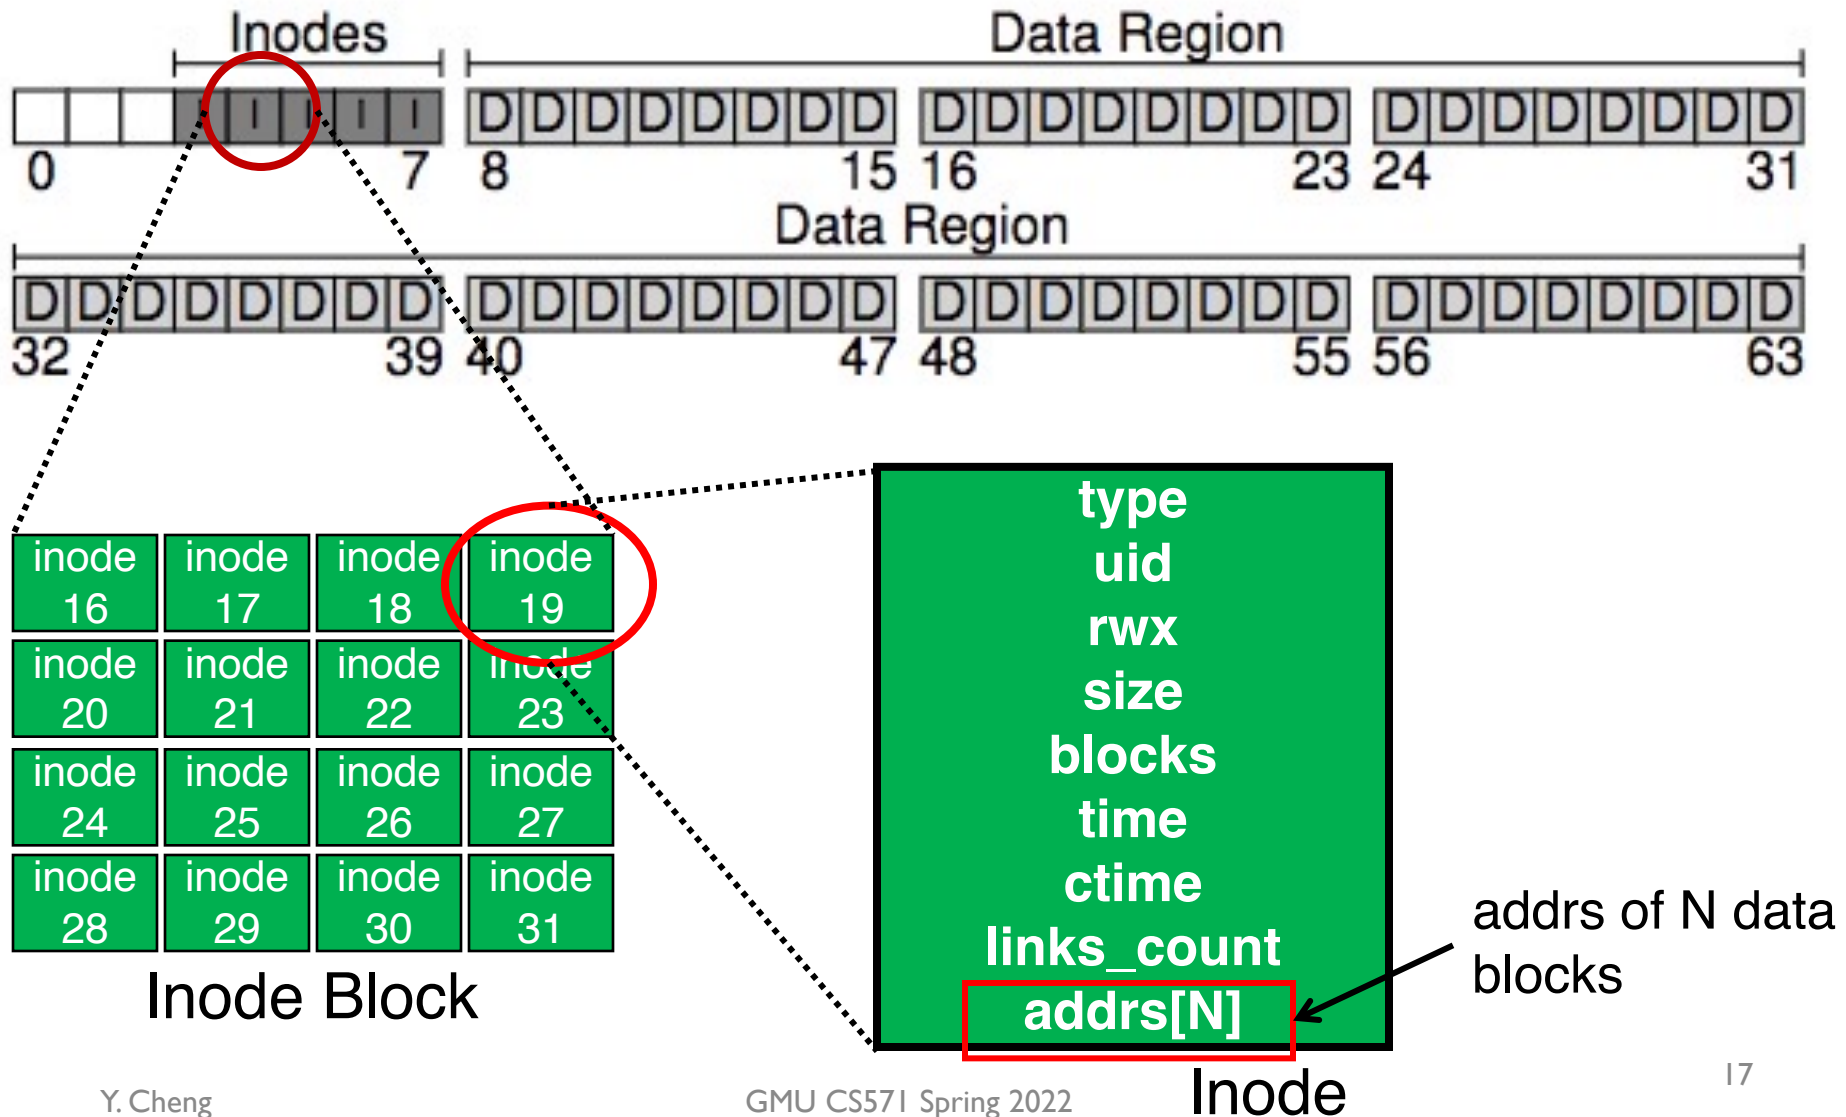 Inodes Data Region
I I I I I D D D D D D D D D D D D D D D D D D D D D D D D
0 7 8 15 16 23 24 31
Data Region
D D D D D D D D D D D D D D D D D D D D D D D D D D D D D D D D
32 39 40 47 48 55 56 63
inode 16 inode 17 inode 18 inode 19
inode 20 inode 21 inode 22 inode 23
inode 24 inode 25 inode 26 inode 27
inode 28 inode 29 inode 30 inode 31
Inode Block
type
uid
rwx
size
blocks
time
ctime
links_count
addrs[N]
addrs of N data
blocks
Inode
Y. Cheng
GMU CS571 Spring 2022
17